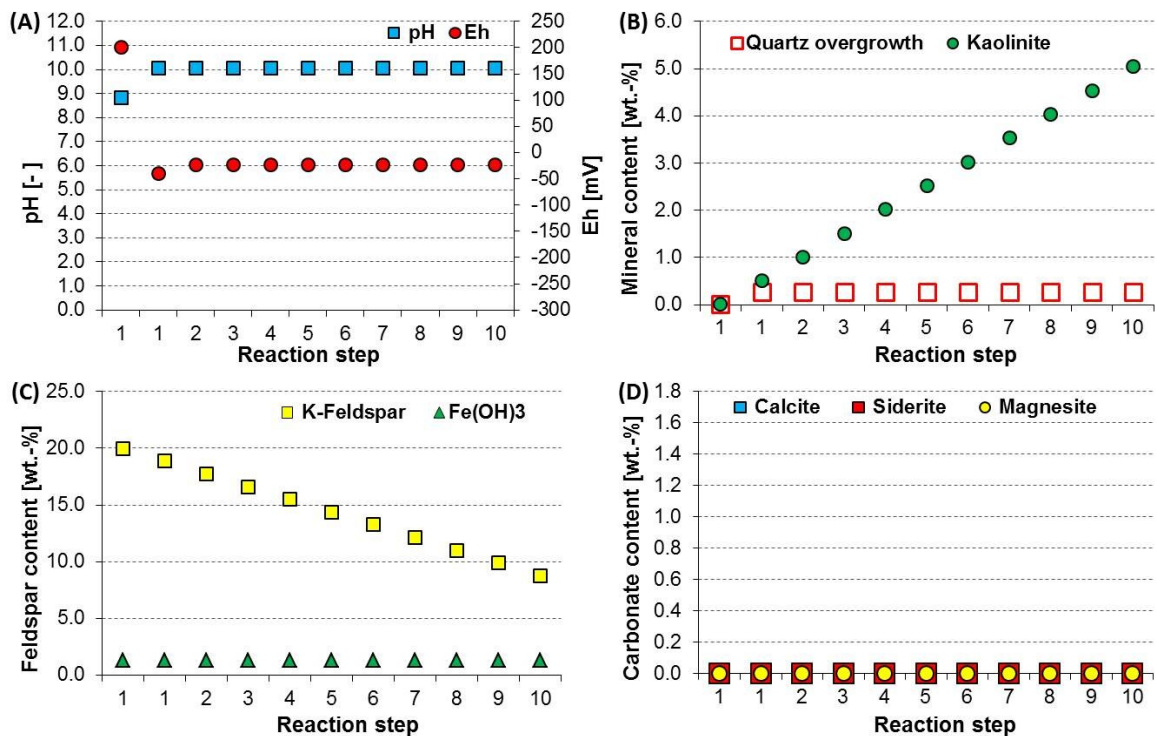 (A)
pH Eh
12.0
11.0
10.0
9.0
8.0
7.0
6.0
5.0
4.0
3.0
2.0
1.0
0.0
pH [-]
250
200
150
100
50
0
-50
-100
-150
-200
-250
-300
Eh [mV]
1 1 2 3 4 5 6 7 8 9 10
Reaction step
(B)
Quartz overgrowth Kaolinite
6.0
5.0
4.0
3.0
2.0
1.0
0.0
Mineral content [wt.-%]
1 1 2 3 4 5 6 7 8 9 10
Reaction step
(C)
K-Feldspar Fe(OH)3
25.0
20.0
15.0
10.0
5.0
0.0
Feldspar content [wt.-%]
1 1 2 3 4 5 6 7 8 9 10
Reaction step
(D)
Calcite Siderite Magnesite
1.8
1.6
1.4
1.2
1.0
0.8
0.6
0.4
0.2
0.0
Carbonate content [wt.-%]
1 1 2 3 4 5 6 7 8 9 10
Reaction step